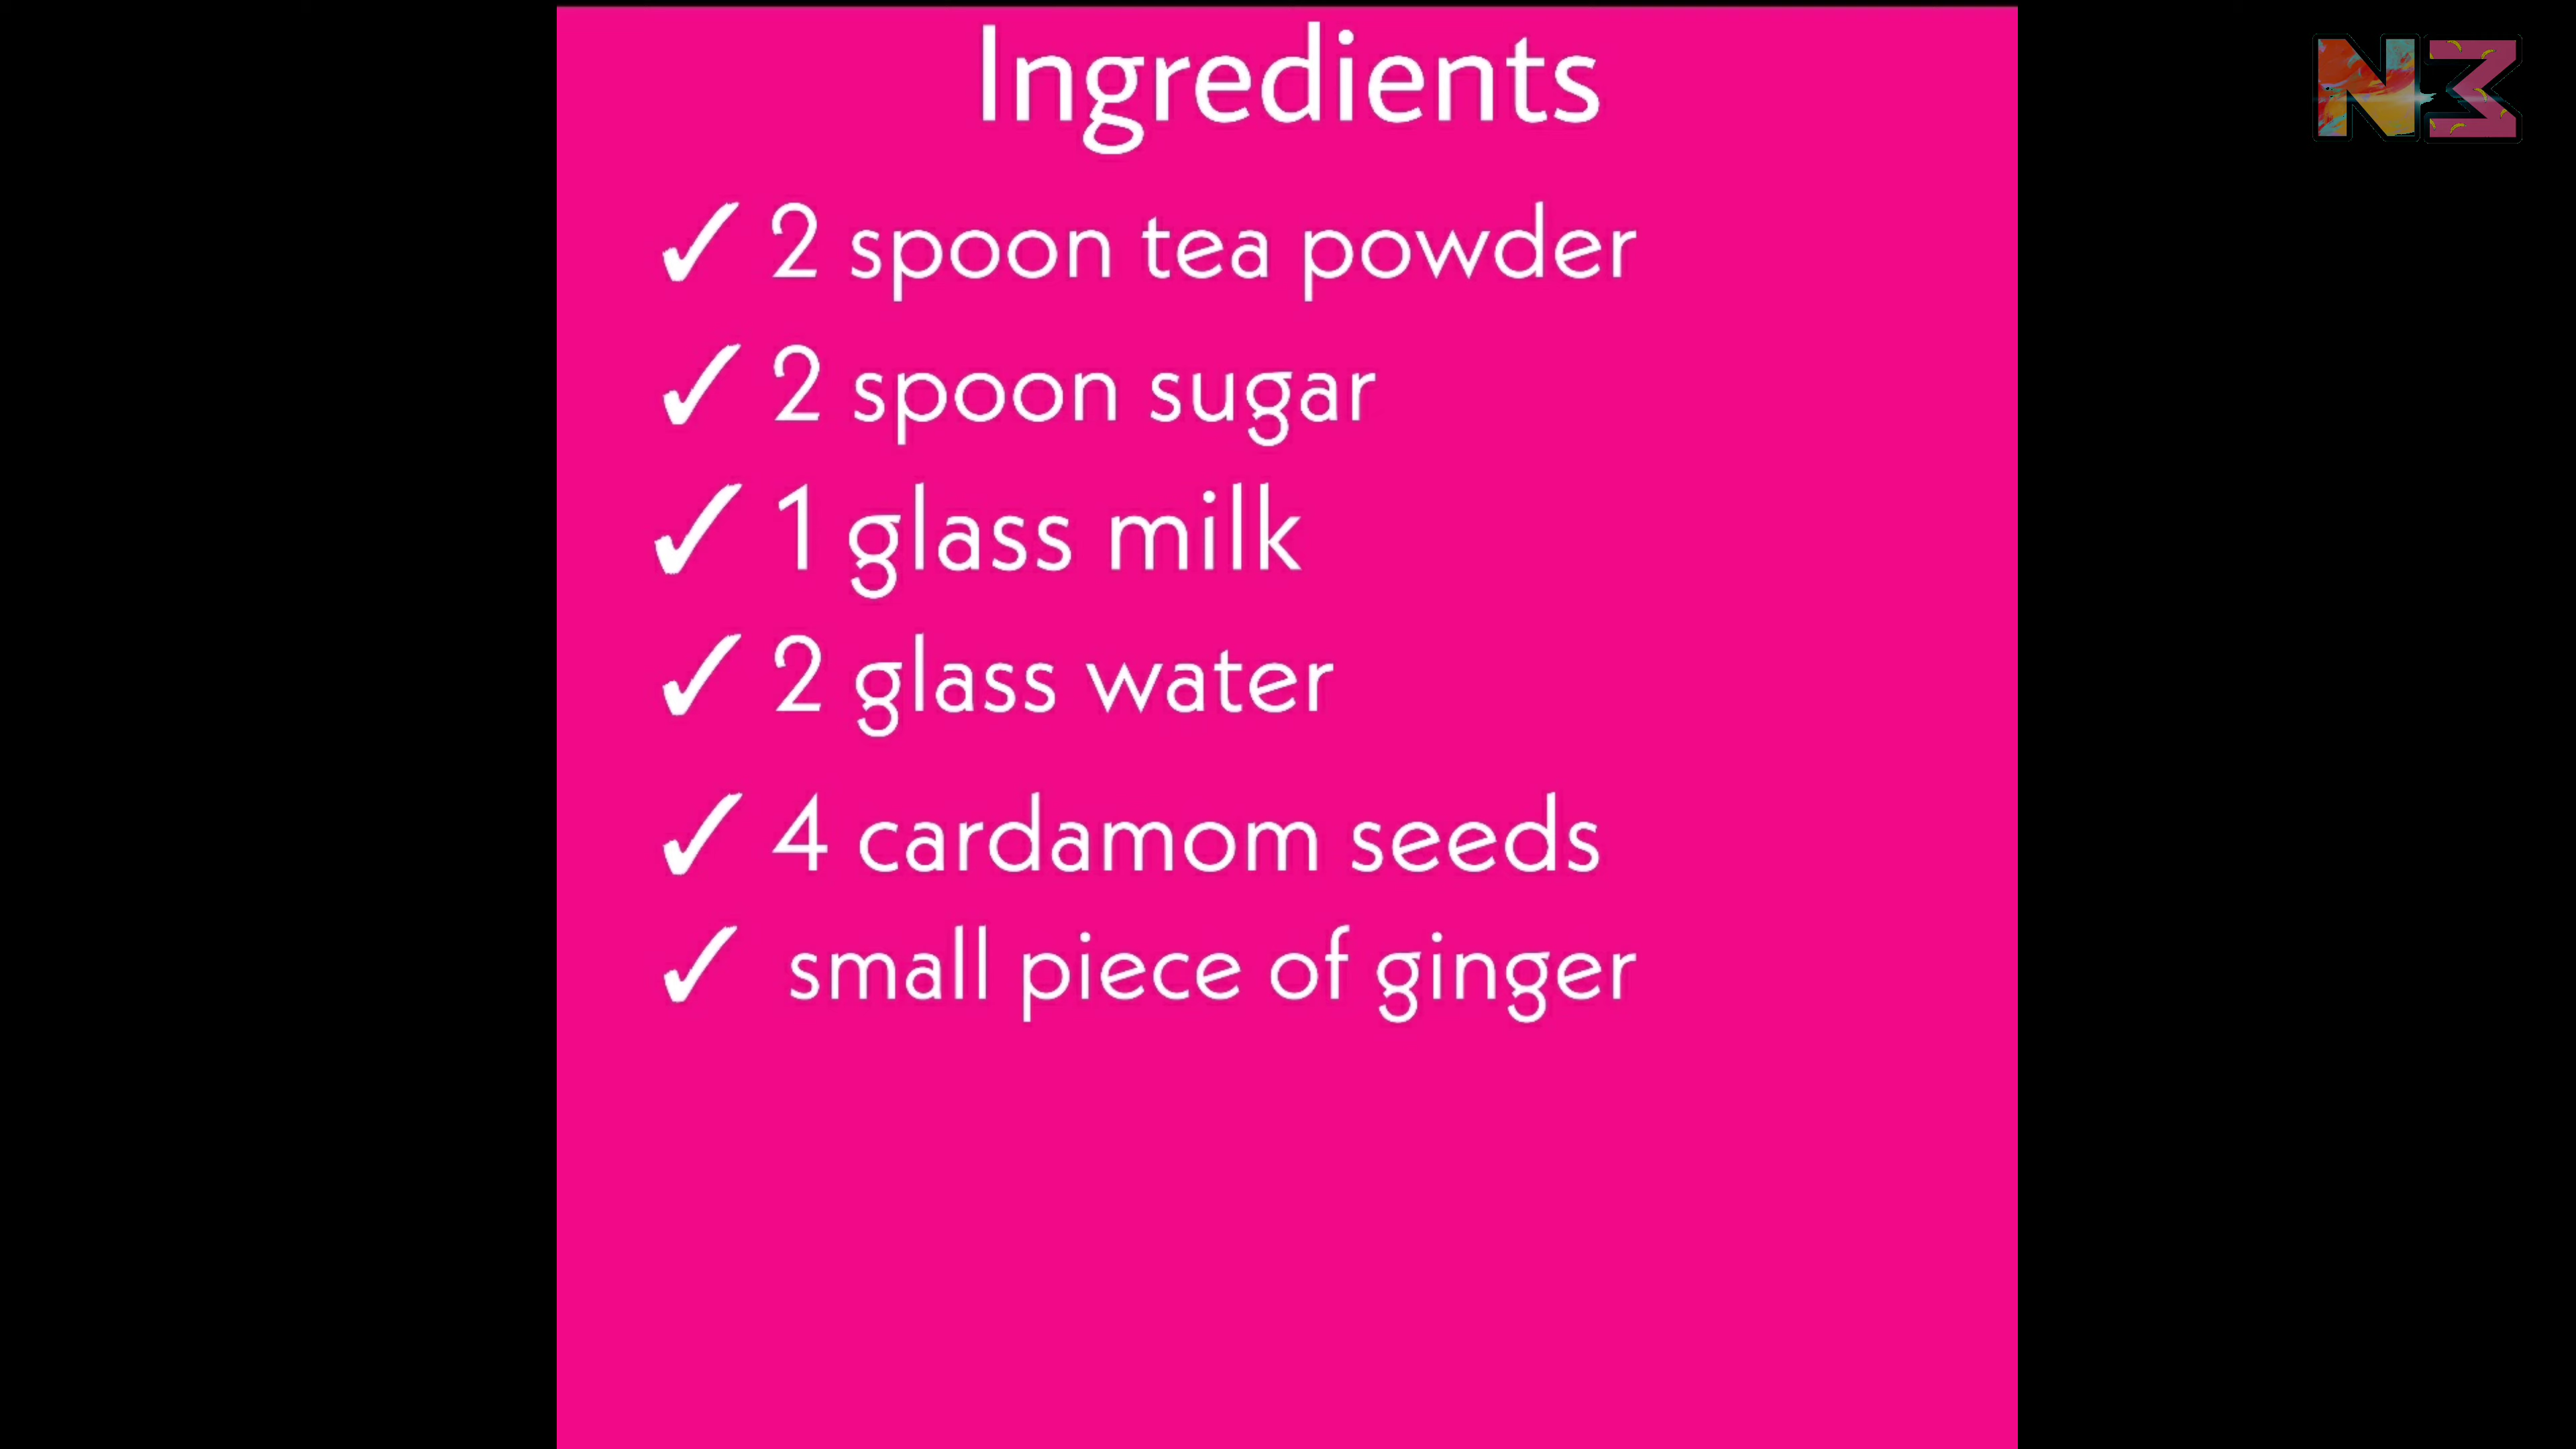 Ingredients
N3
✓ 2 spoon tea powder
✓ 2 spoon sugar
✓ 1 glass milk
✓ 2 glass water
✓ 4 cardamom seeds
✓ small piece of ginger